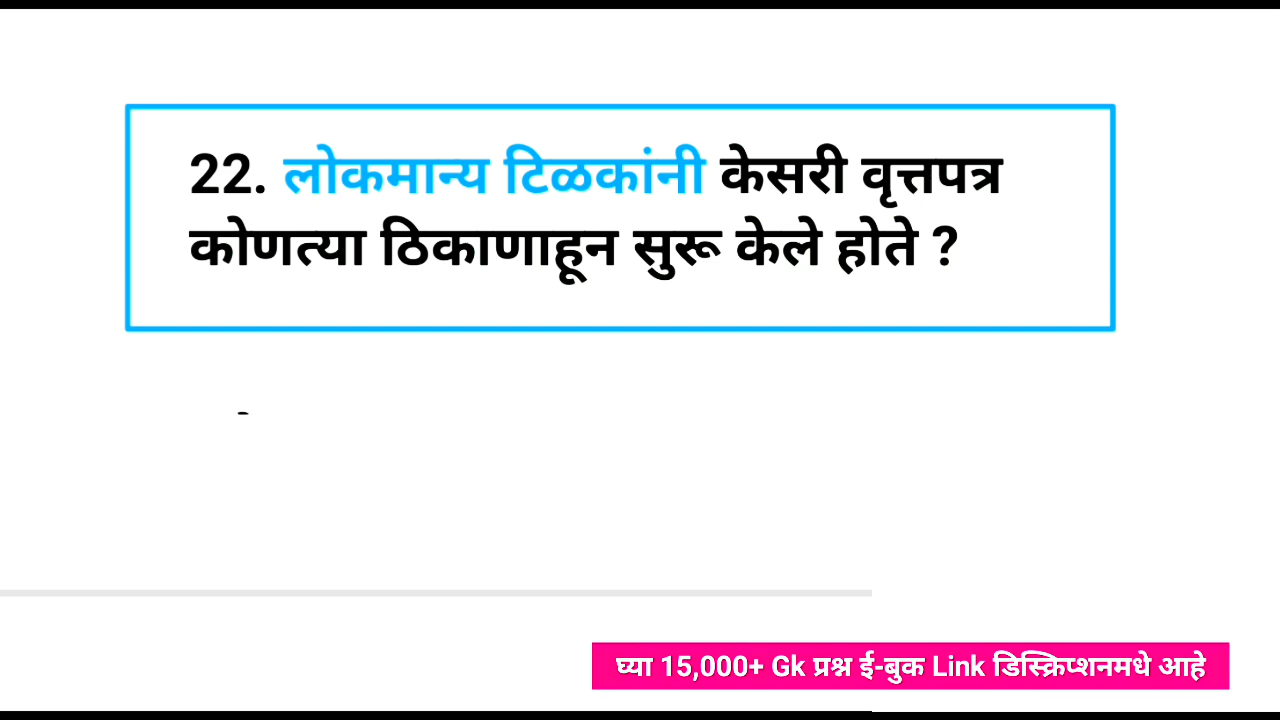 22. लोकमान्य टिळकांनी केसरी वृत्तपत्र
कोणत्या ठिकाणाहून सुरू केले होते ?
घ्या 15,000+ Gk प्रश्न ई-बुक Link डिस्क्रिप्शनमधे आहे